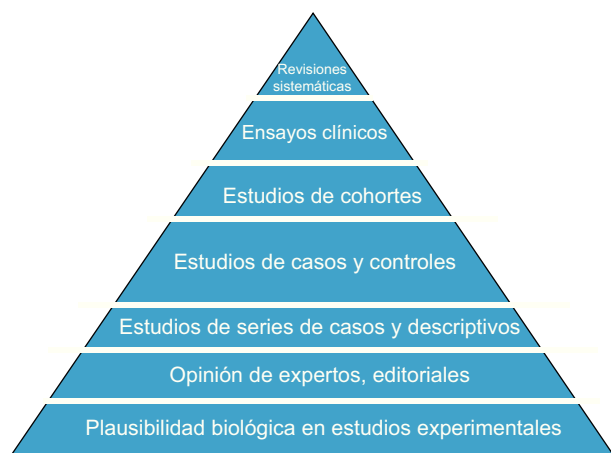 Revisiones
sistemáticas
Ensayos clínicos
Estudios de cohortes
Estudios de casos y controles
Estudios de series de casos y descriptivos
Opinión de expertos, editoriales
Plausibilidad biológica en estudios experimentales